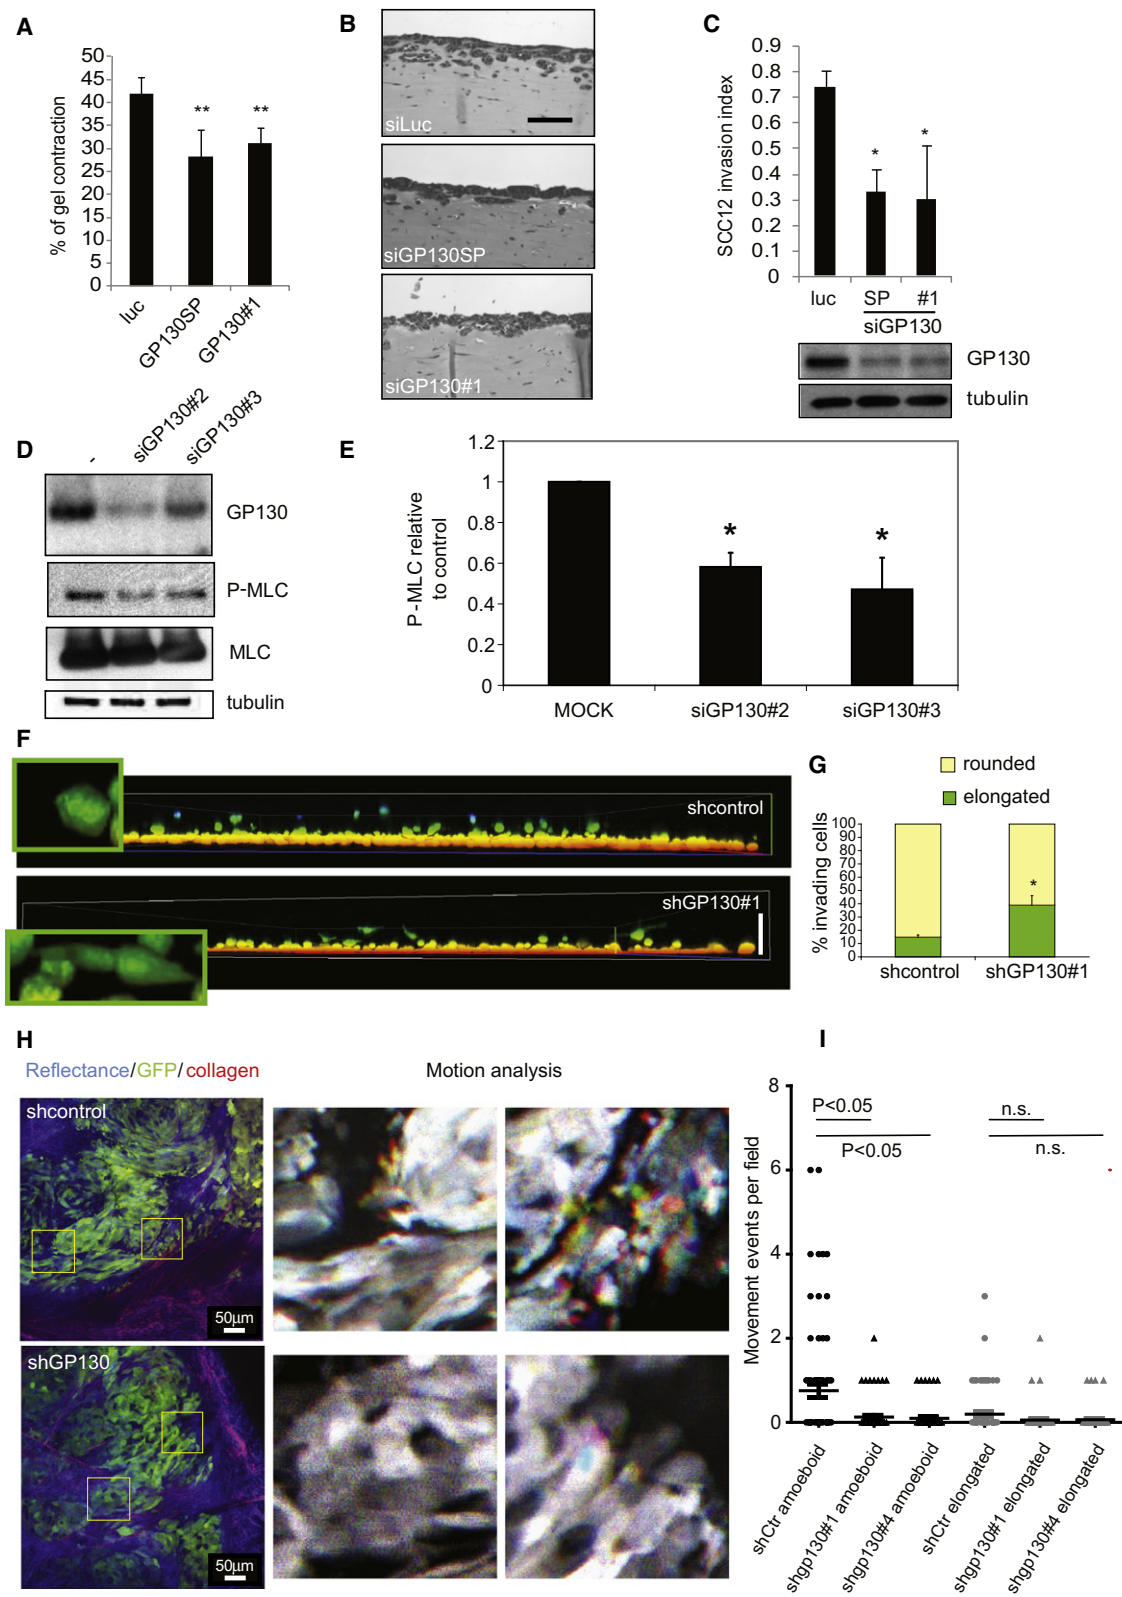 A
% of gel contraction
50
45
40
35
30
25
20
15
10
5
0
** **
luc
GP130SP
GP130#1
B
siLuc
siGP130SP
siGP130#1
C
SCC12 invasion index
0.9
0.8
0.7
0.6
0.5
0.4
0.3
0.2
0.1
0
* *
luc SP #1
siGP130
GP130
tubulin
D
- siGP130#2 siGP130#3
GP130
P-MLC
MLC
tubulin
E
P-MLC relative
to control
1.2
1
0.8
0.6
0.4
0.2
0
* *
MOCK siGP130#2 siGP130#3
F
shcontrol
shGP130#1
G
rounded
elongated
% invading cells
100
90
80
70
60
50
40
30
20
10
0
*
shcontrol shGP130#1
H
Reflectance/GFP/collagen
Motion analysis
shcontrol
50μm
shGP130
50μm
I
Movement events per field
8
6
4
2
0
P<0.05
P<0.05
n.s.
n.s.
shCtr amoeboid
shgp130#1 amoeboid
shgp130#4 amoeboid
shCtr elongated
shgp130#1 elongated
shgp130#4 elongated